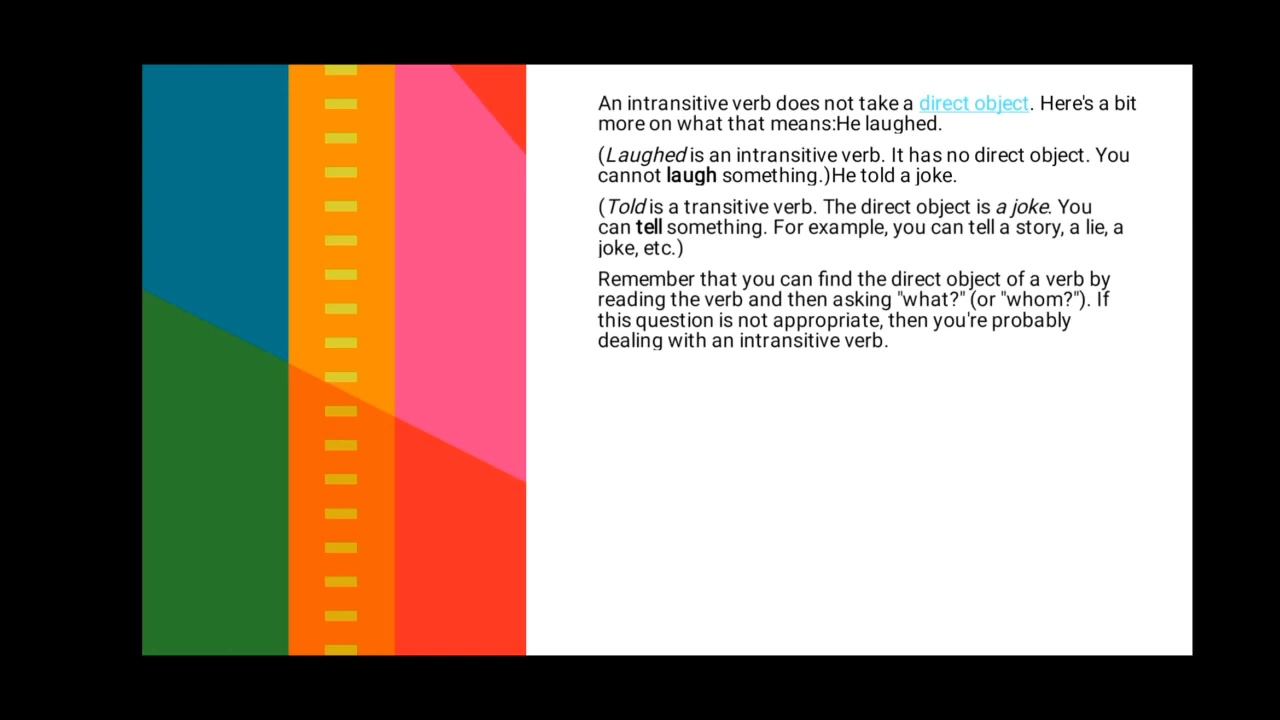 An intransitive verb does not take a direct object. Here's a bit
more on what that means:He laughed.
(Laughed is an intransitive verb. It has no direct object. You
cannot laugh something.)He told a joke.
(Told is a transitive verb. The direct object is a joke. You
can tell something. For example, you can tell a story, a lie, a
joke, etc.)
Remember that you can find the direct object of a verb by
reading the verb and then asking "what?" (or "whom?"). If
this question is not appropriate, then you're probably
dealing with an intransitive verb.